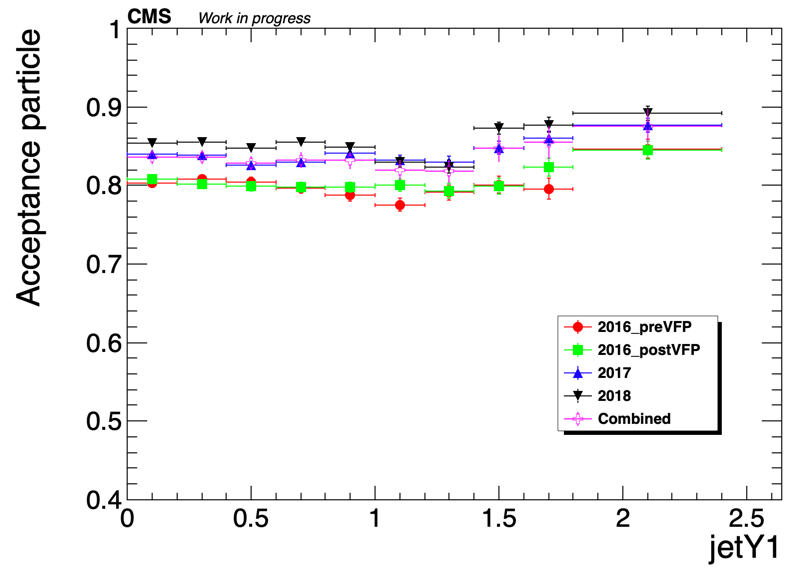 CMS Work in progress
Acceptance particle
1
0.9
0.8
0.7
0.6
0.5
0.4
2016_preVFP
2016_postVFP
2017
2018
Combined
0 0.5 1 1.5 2 2.5
jetY1